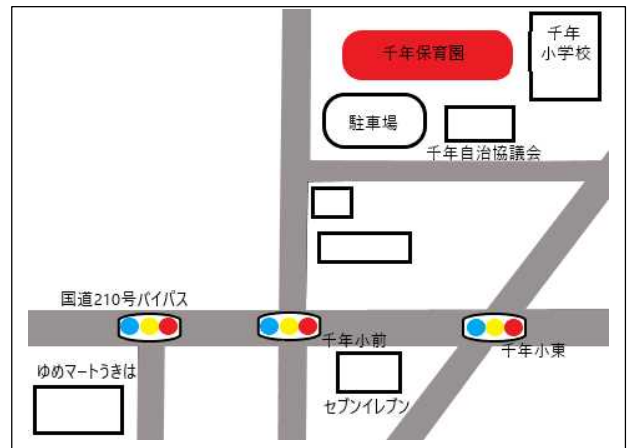 千年保育園
千年
小学校
駐車場
千年自治協議会
国道210号バイパス
千年小前
千年小東
ゆめマートうきは
セブンイレブン